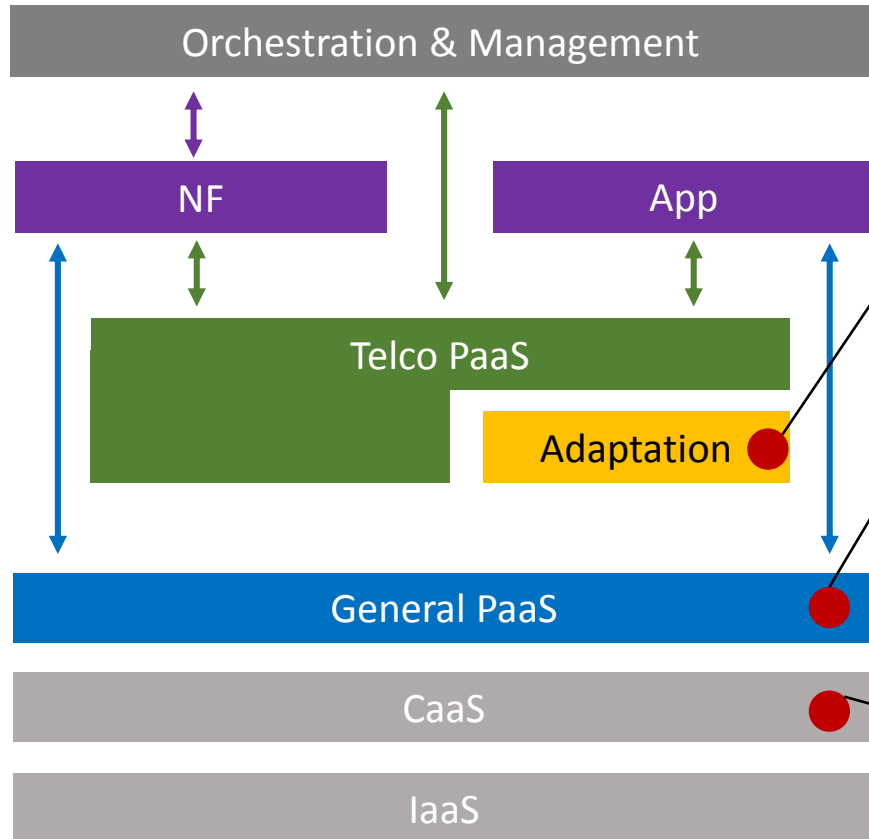 Orchestration & Management
NF
App
Telco PaaS
Adaptation
General PaaS
CaaS
IaaS